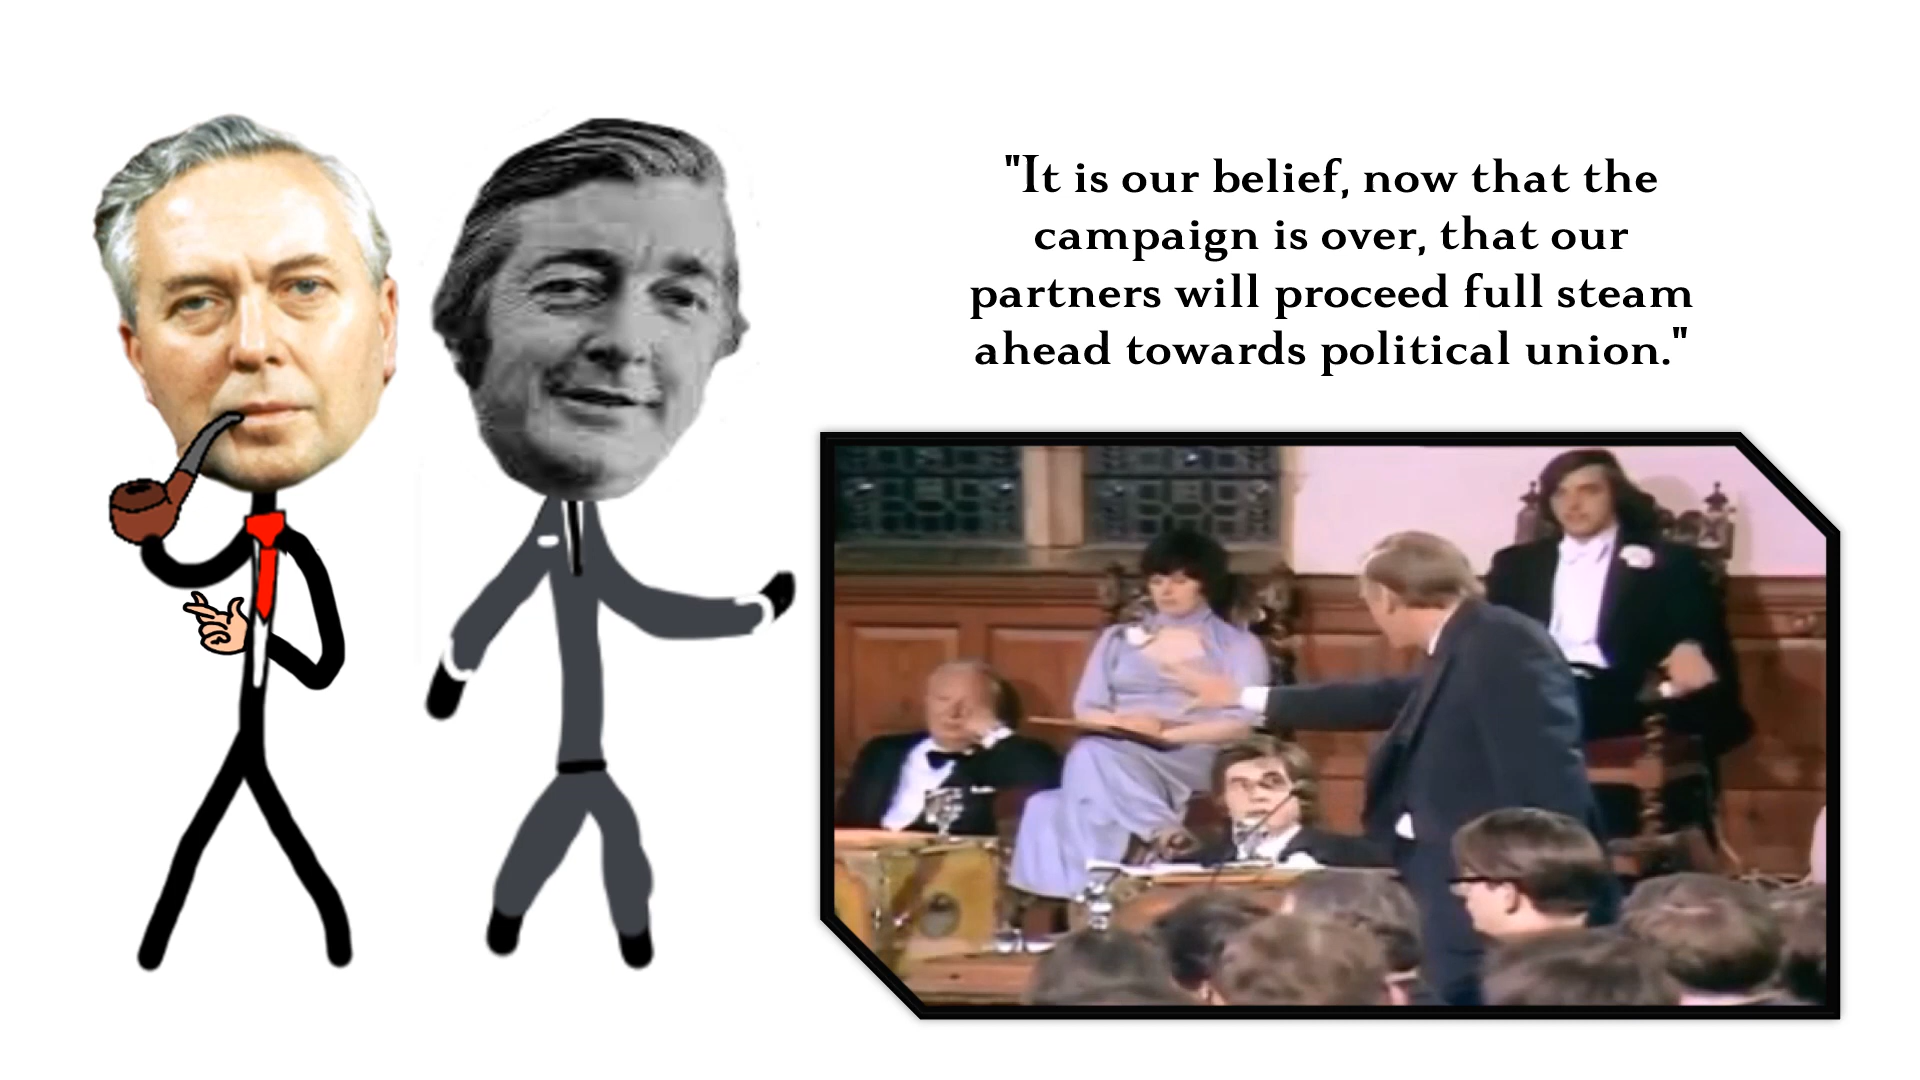 "It is our belief, now that the
campaign is over, that our
partners will proceed full steam
ahead towards political union."